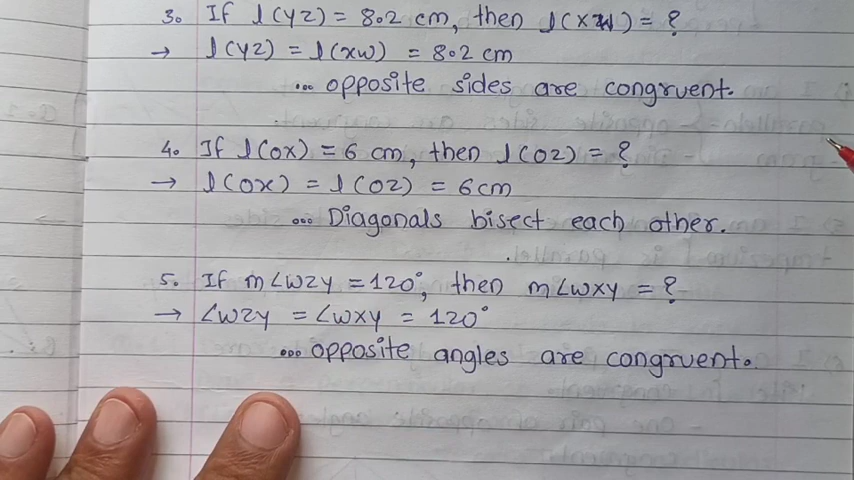 3. If l(YZ) = 8.2 cm, then l(XW) = ?
→ l(YZ) = l(XW) = 8.2 cm
... opposite sides are congruent.
4. If l(OX) = 6 cm, then l(OZ) = ?
→ l(OX) = l(OZ) = 6cm
... Diagonals bisect each other.
5. If m∠WZY = 120°, then m∠WXY = ?
→ ∠WZY = ∠WXY = 120°
... opposite angles are congruent.